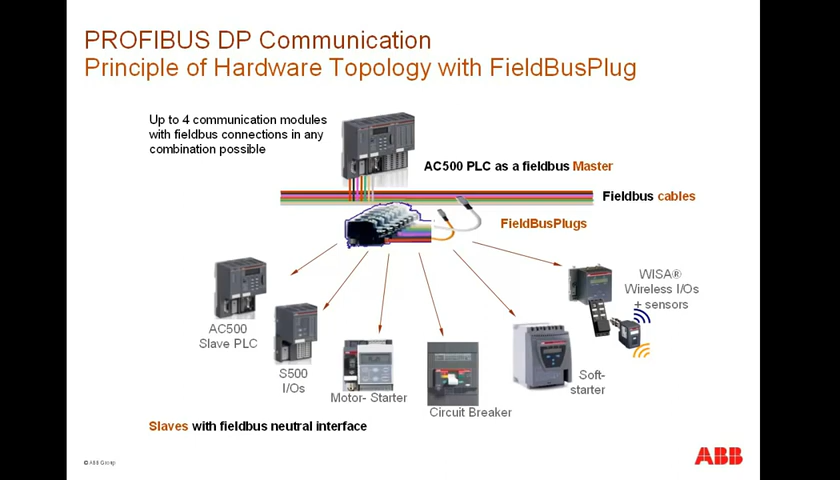 PROFIBUS DP Communication
Principle of Hardware Topology with FieldBusPlug
Up to 4 communication modules
with fieldbus connections in any
combination possible
AC500 PLC as a fieldbus Master
Fieldbus cables
FieldBusPlugs
WISA®
Wireless I/Os
+ sensors
AC500
Slave PLC
S500
I/Os
Motor- Starter
Circuit Breaker
Soft-
starter
Slaves with fieldbus neutral interface
© ABB Group
ABB